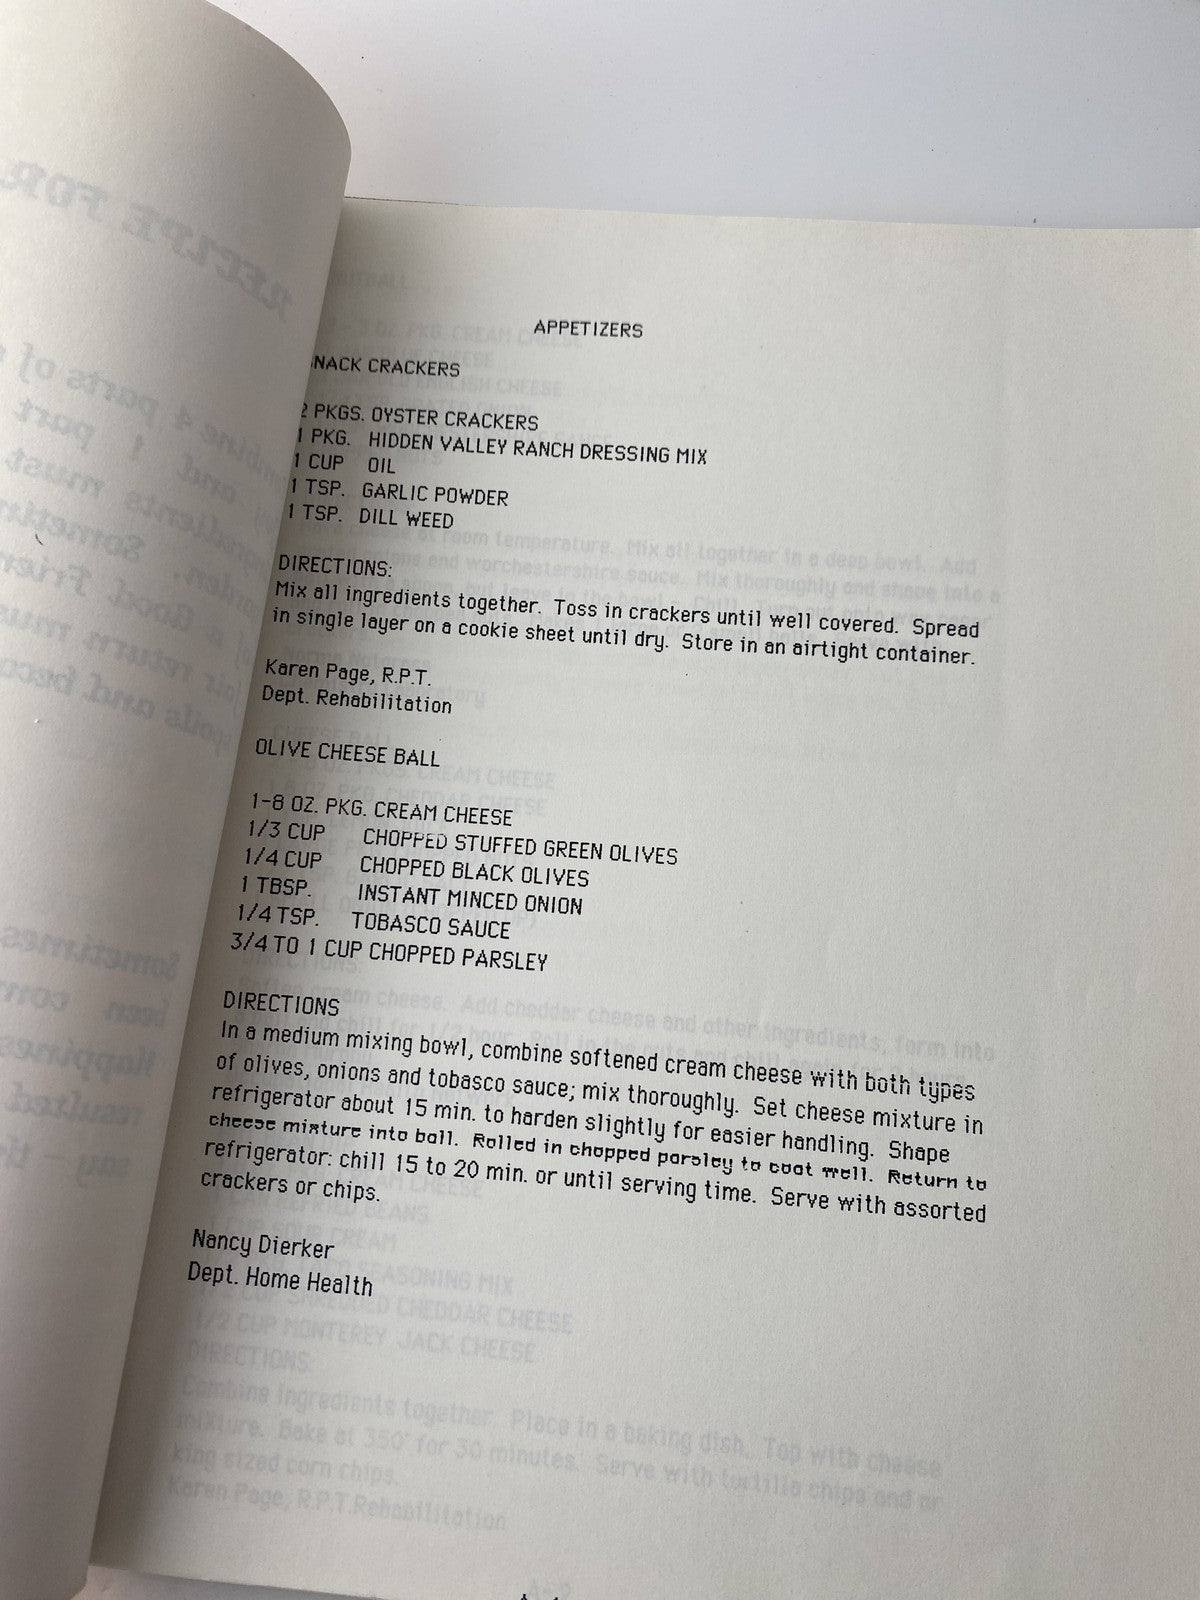 APPETIZERS
SNACK CRACKERS
2 PKGS. OYSTER CRACKERS
1 PKG. HIDDEN VALLEY RANCH DRESSING MIX
1 CUP OIL
1 TSP. GARLIC POWDER
1 TSP. DILL WEED
DIRECTIONS:
Mix all ingredients together. Toss in crackers until well covered. Spread
in single layer on a cookie sheet until dry. Store in an airtight container.
Karen Page, R.P.T.
Dept. Rehabilitation
OLIVE CHEESE BALL
1-8 OZ. PKG. CREAM CHEESE
1/3 CUP CHOPPED STUFFED GREEN OLIVES
1/4 CUP CHOPPED BLACK OLIVES
1 TBSP. INSTANT MINCED ONION
1/4 TSP. TOBASCO SAUCE
3/4 TO 1 CUP CHOPPED PARSLEY
DIRECTIONS
In a medium mixing bowl, combine softened cream cheese with both types
of olives, onions and tobasco sauce; mix thoroughly. Set cheese mixture in
refrigerator about 15 min. to harden slightly for easier handling. Shape
cheese mixture into ball. Rolled in chopped parsley to coat well. Return to
refrigerator: chill 15 to 20 min. or until serving time. Serve with assorted
crackers or chips.
Nancy Dierker
Dept. Home Health